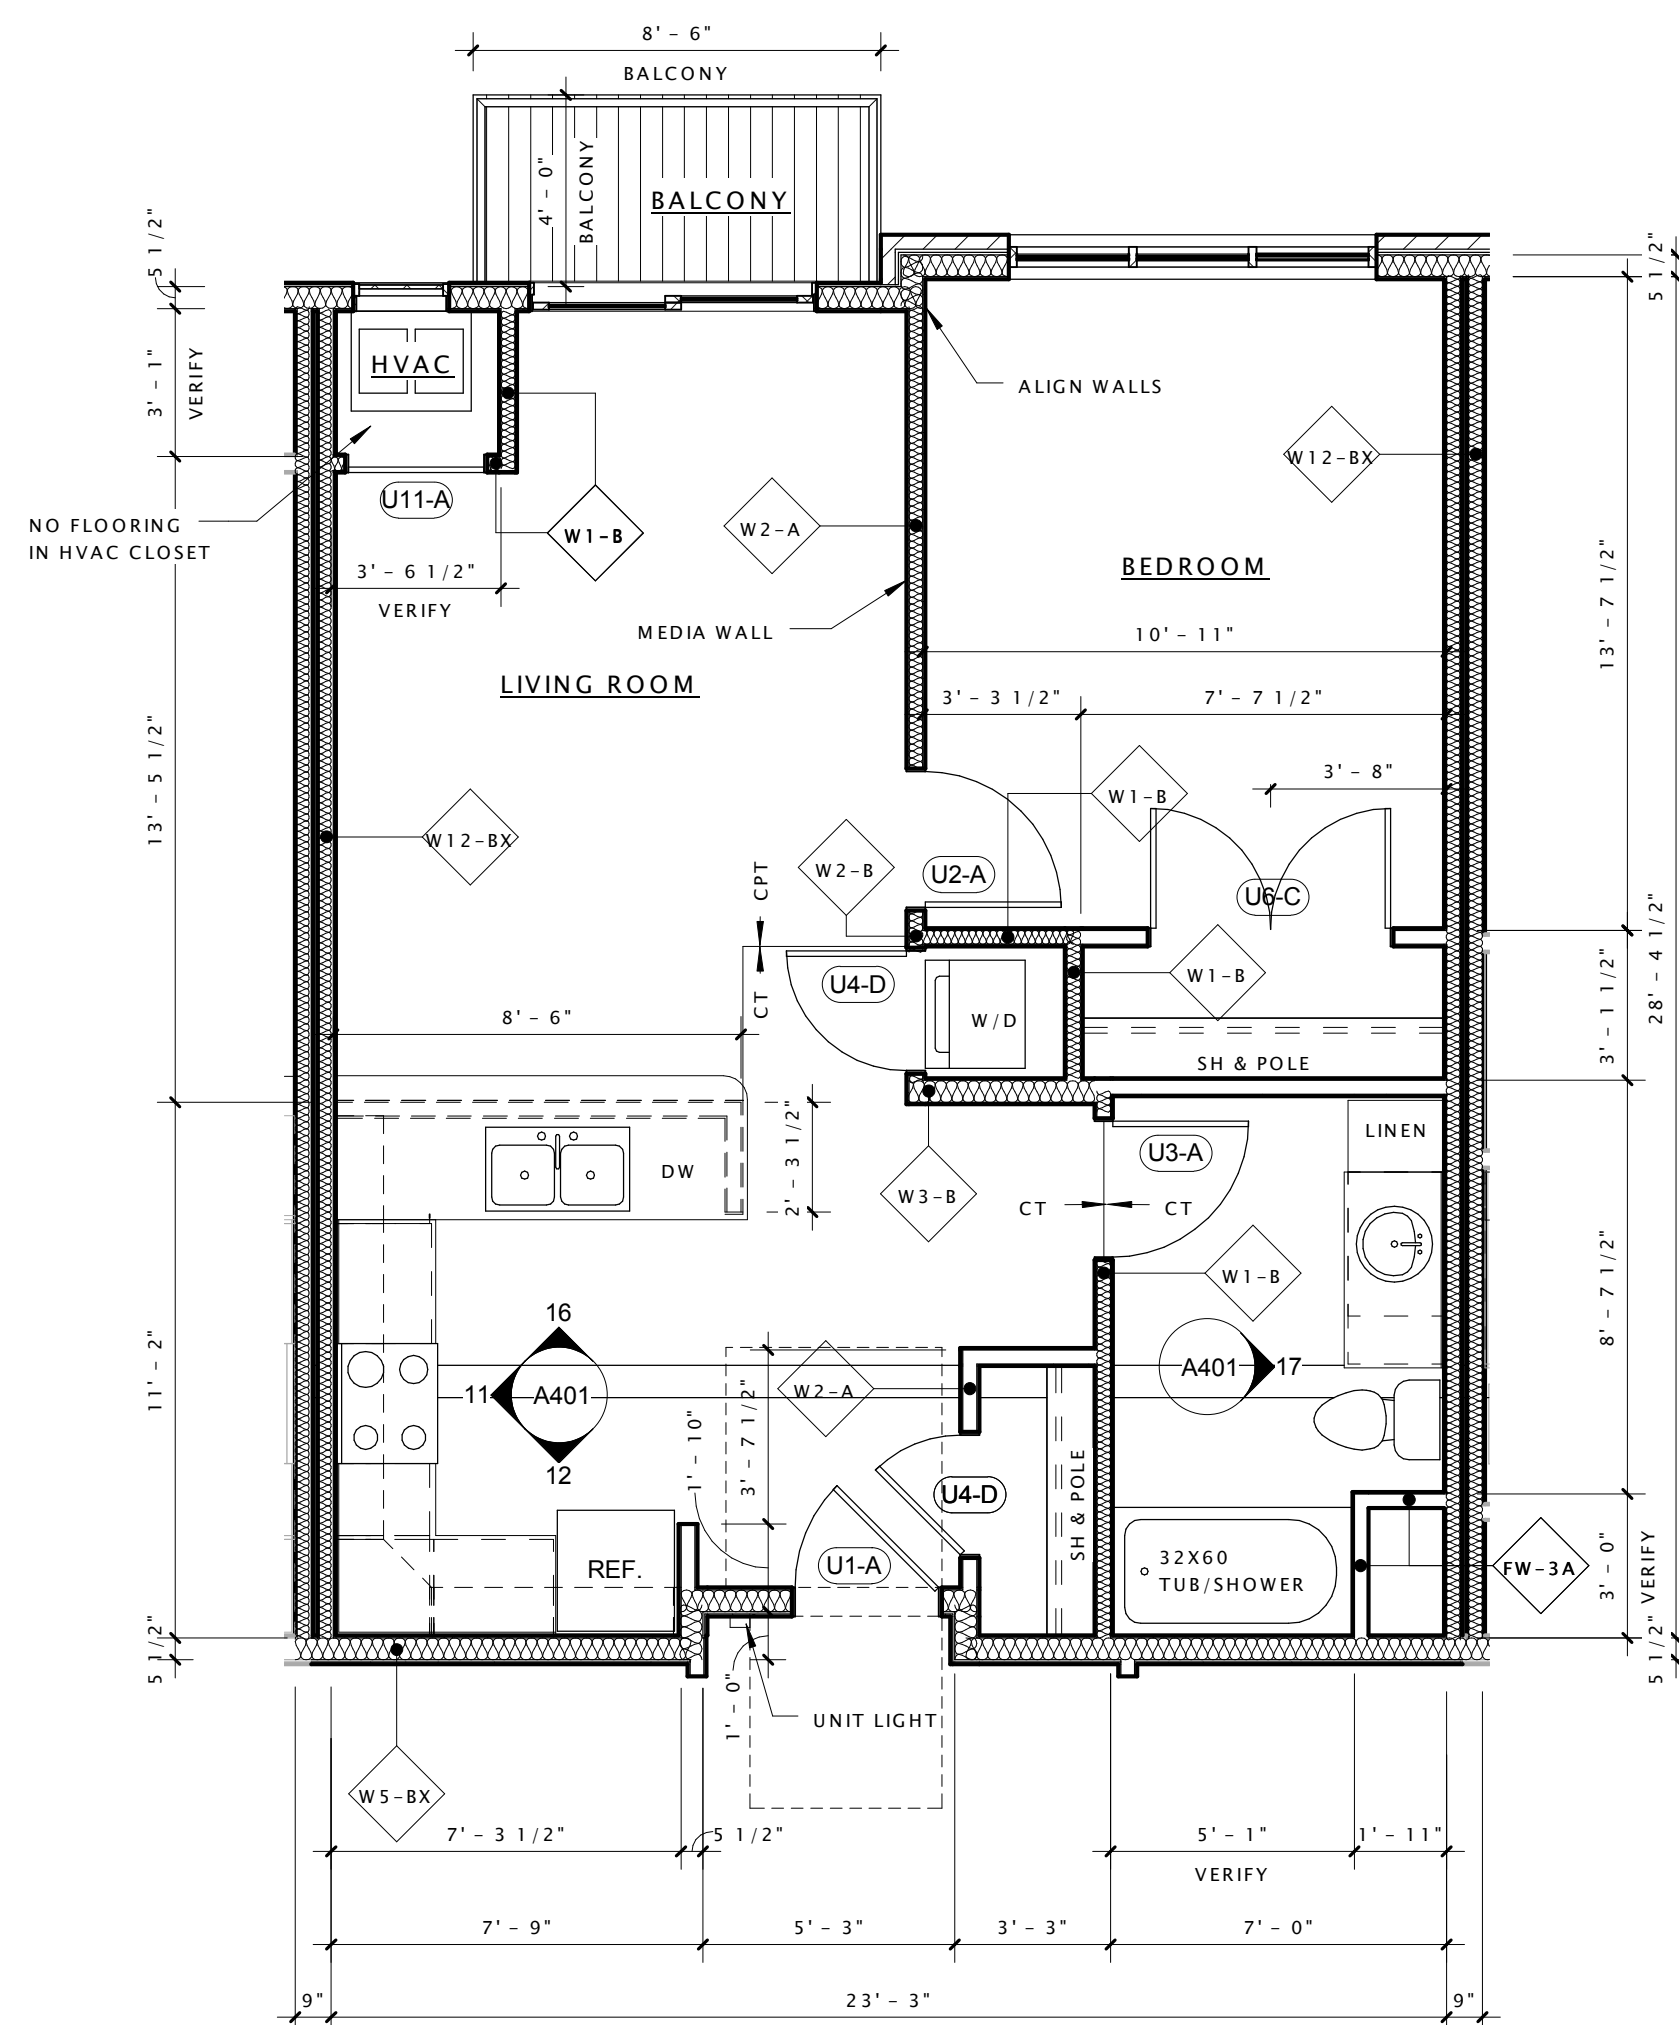 8' - 6"
BALCONY
4' - 0"
BALCONY
BALCONY
5 1/2"
5 1/2"
3' - 1"
VERIFY
HVAC
ALIGN WALLS
W12-BX
U11-A
NO FLOORING
IN HVAC CLOSET
W1-B
W2-A
3' - 6 1/2"
VERIFY
BEDROOM
13' - 7 1/2"
MEDIA WALL
10' - 11"
LIVING ROOM
3' - 3 1/2"
7' - 7 1/2"
13' - 5 1/2"
3' - 8"
W1-B
W12-BX
W2-B
U2-A
U6-C
CPT
CT
U4-D
W1-B
28' - 4 1/2"
3' - 1 1/2"
8' - 6"
W/D
SH & POLE
2' - 3 1/2"
DW
LINEN
U3-A
W3-B
CT
CT
W1-B
8' - 7 1/2"
16
11
A401
12
11' - 2"
W2-A
A401
17
1' - 10"
3' - 7 1/2"
U4-D
SH & POLE
U1-A
REF.
32X60
TUB/SHOWER
FW-3A
3' - 0"
VERIFY
5 1/2"
5 1/2"
1' - 0"
UNIT LIGHT
W5-BX
7' - 3 1/2"
5 1/2"
5' - 1"
VERIFY
1' - 11"
7' - 9"
5' - 3"
3' - 3"
7' - 0"
9"
23' - 3"
9"